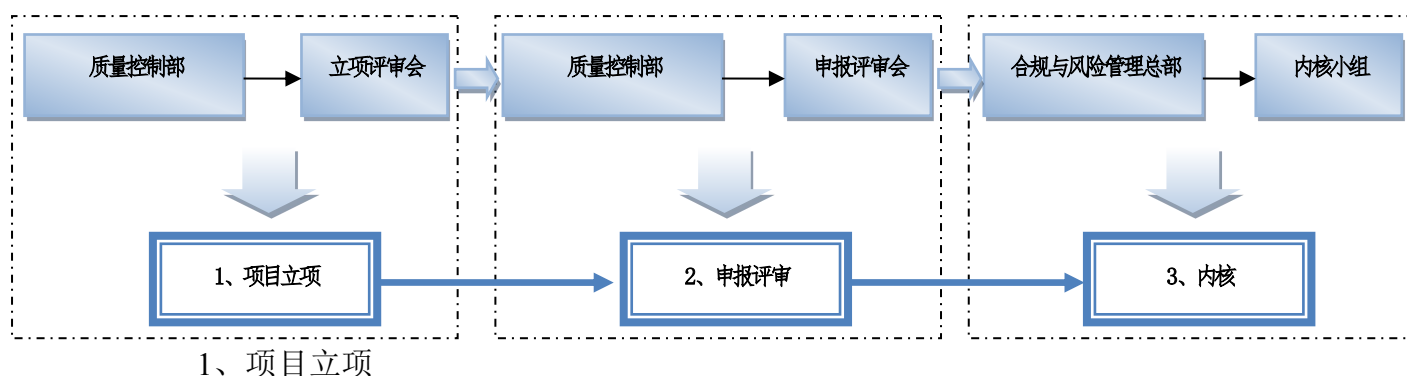 质量控制部
立项评审会
质量控制部
申报评审会
合规与风险管理总部
内核小组
1、项目立项
2、申报评审
3、内核
1、项目立项